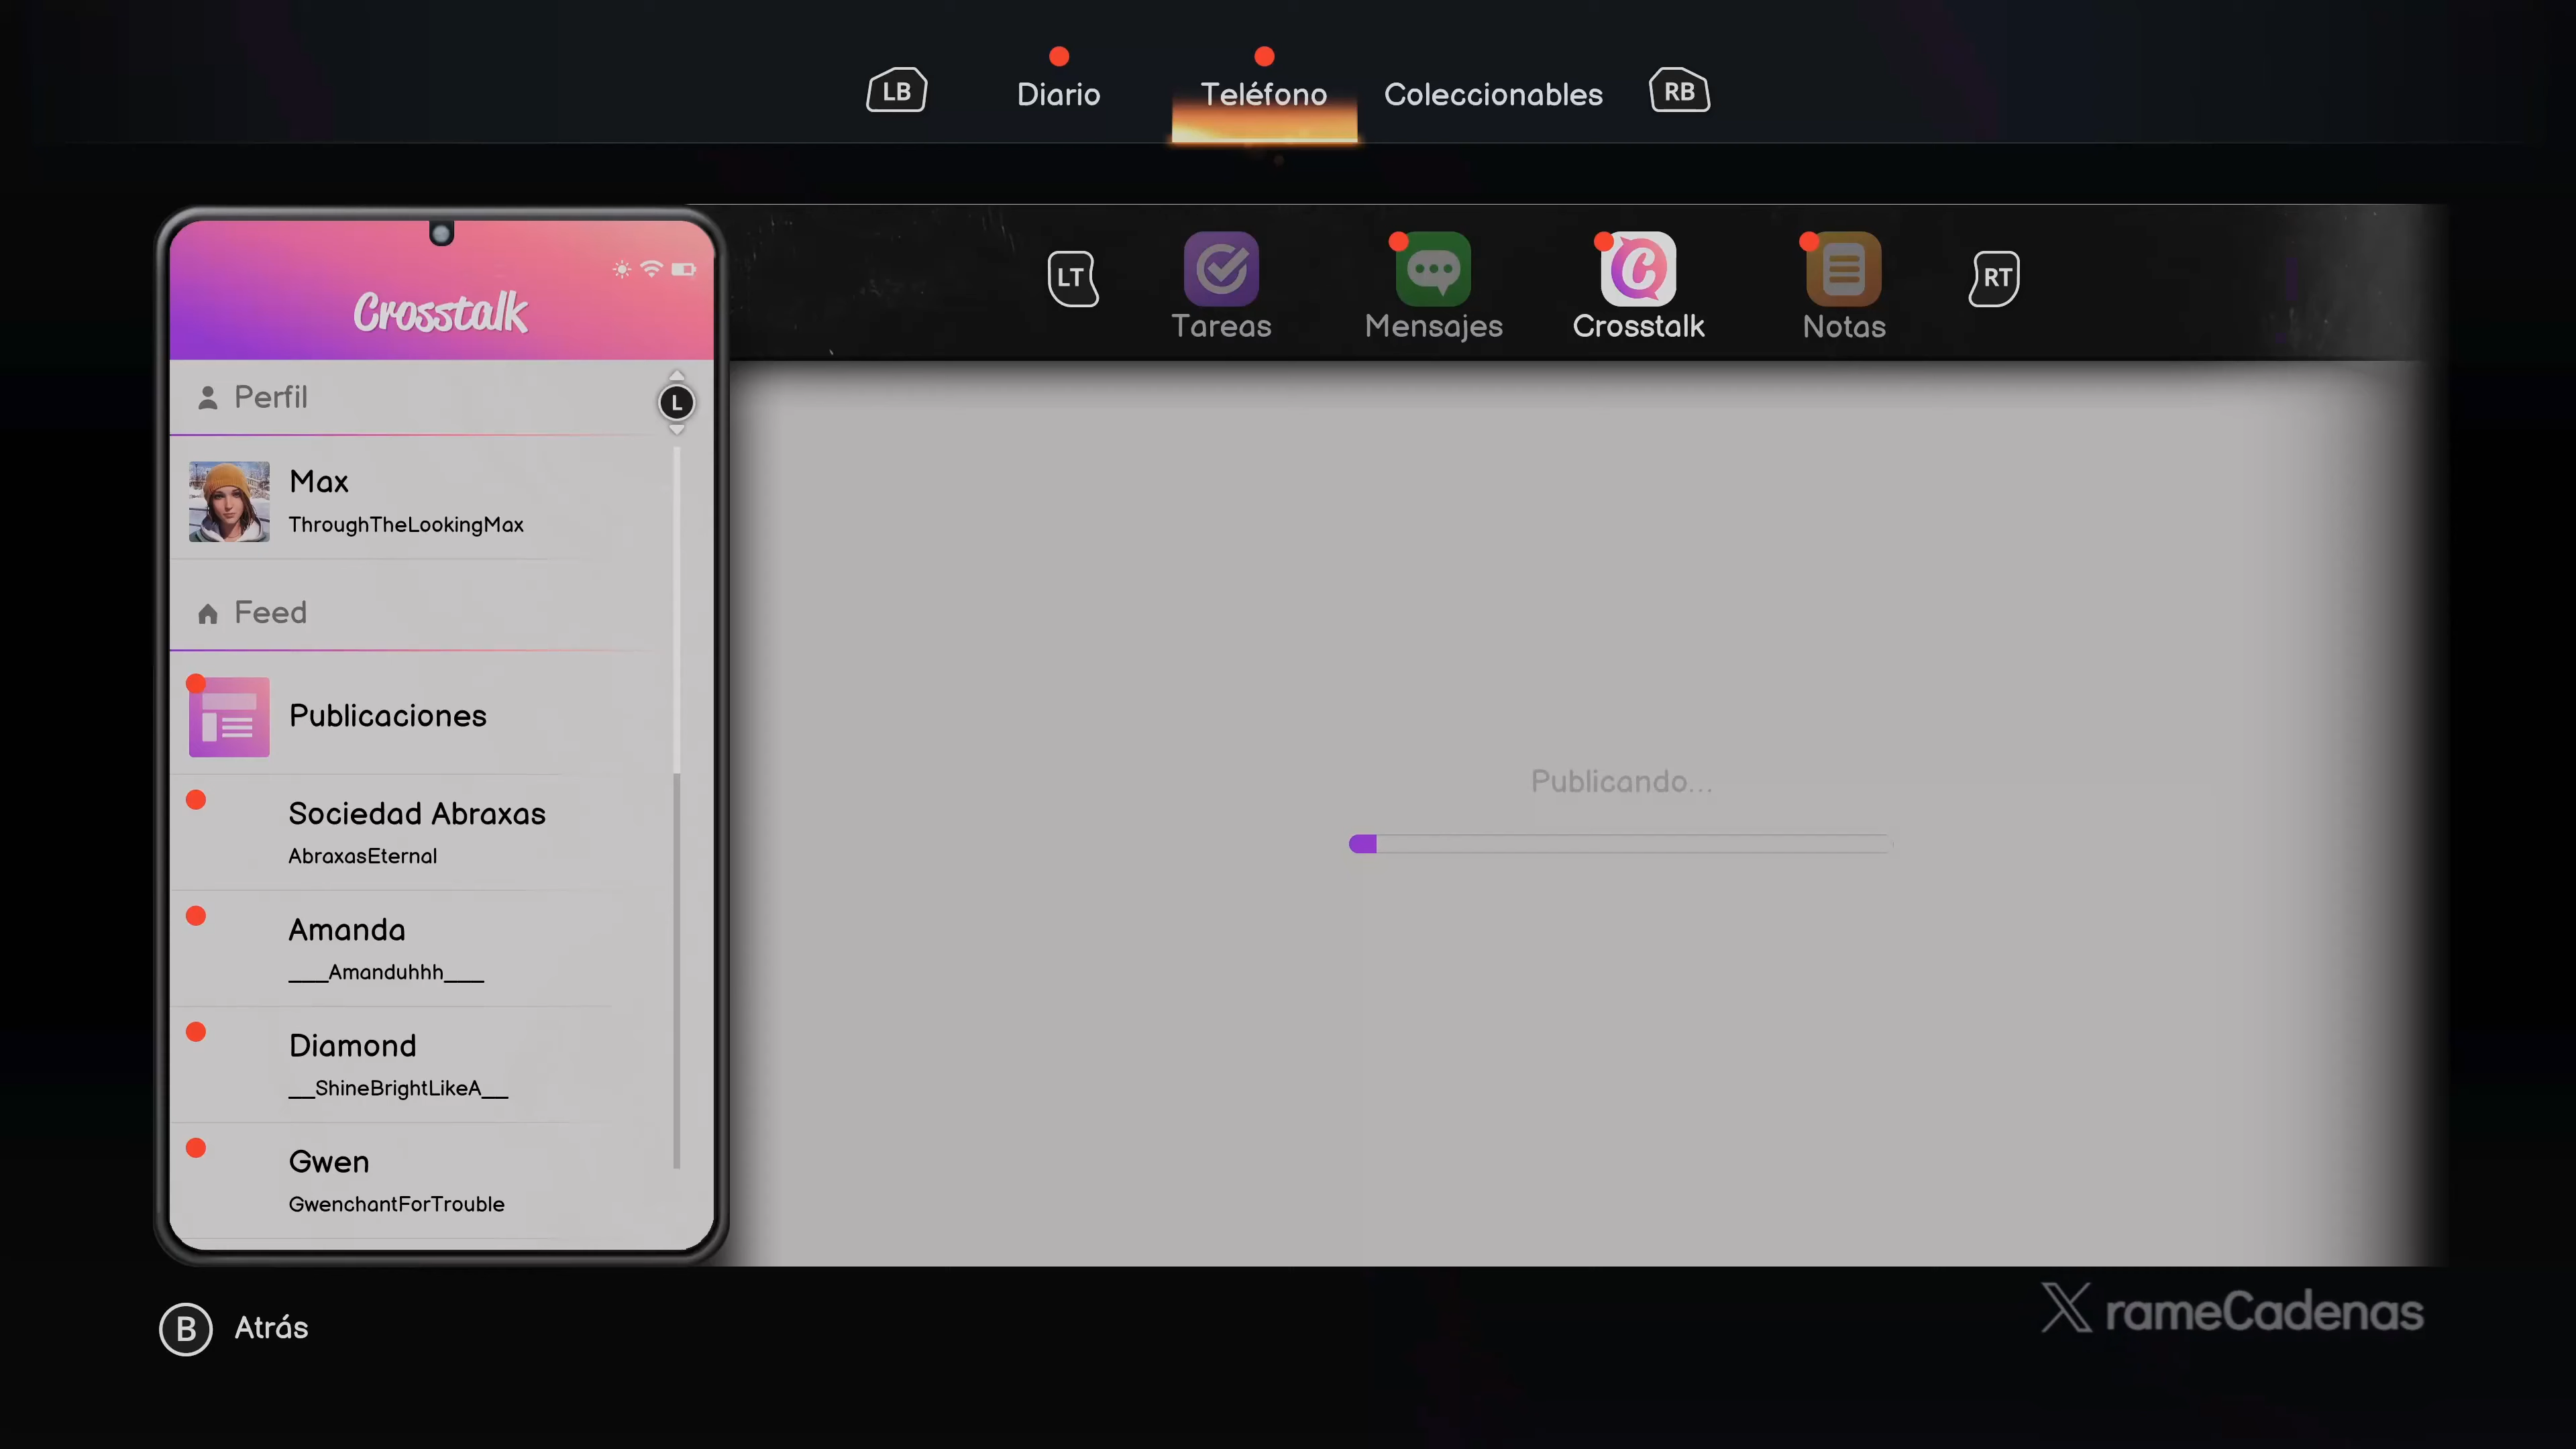 LB
Diario
Teléfono
Coleccionables
RB
LT
Tareas
Mensajes
Crosstalk
Notas
RT
Crosstalk
Perfil
L
Max
ThroughTheLookingMax
Feed
Publicaciones
Sociedad Abraxas
AbraxasEternal
Amanda
___Amanduhhh___
Diamond
__ShineBrightLikeA__
Gwen
GwenchantForTrouble
Publicando...
B Atrás
X rameCadenas